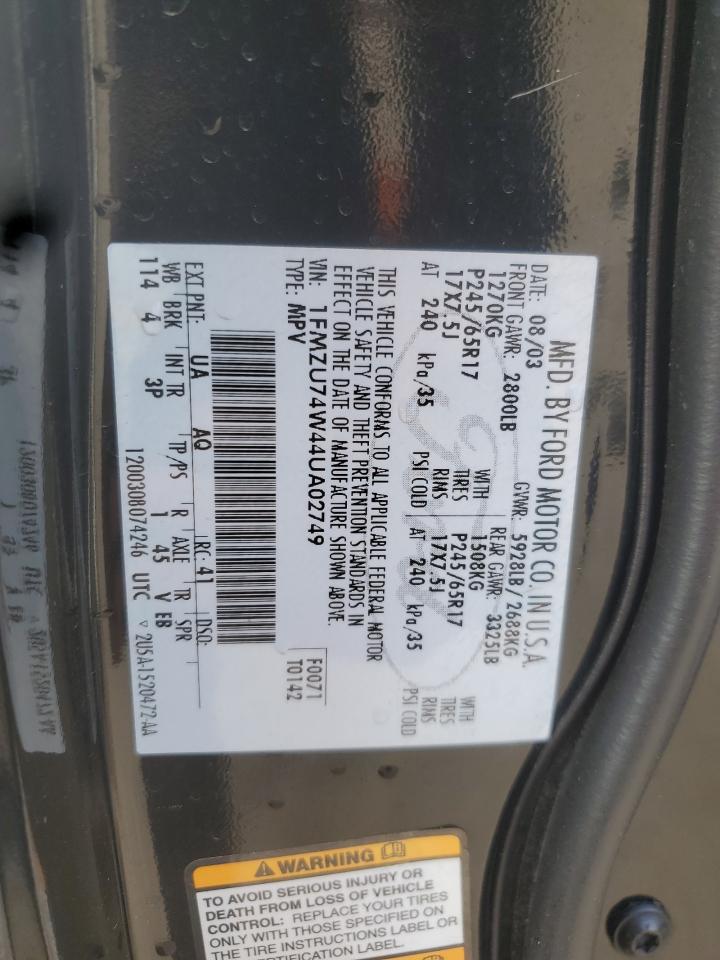 MFD. BY FORD MOTOR CO. IN U.S.A.
DATE: 08/03 GVWR: 5928LB / 2688KG
FRONT GAWR: 2800LB REAR GAWR: 3325LB
1270KG WITH 1508KG WITH
P245/65R17 TIRES P245/65R17 TIRES
17X7.5J RIMS 17X7.5J RIMS
AT 240 kPa/35 PSI COLD AT 240 kPa/35 PSI COLD
THIS VEHICLE CONFORMS TO ALL APPLICABLE FEDERAL MOTOR
VEHICLE SAFETY AND THEFT PREVENTION STANDARDS IN
EFFECT ON THE DATE OF MANUFACTURE SHOWN ABOVE.
VIN: 1FMZU74W44UA02749 F0071
TYPE: MPV T0142
EXT PNT: UA AQ RC: 41 DSO:
WB BRK INT TR TP/PS R AXLE TR SPR
114 4 3P 1 45 V EB
1200308074246 UTC ▽ 2U5A-1520472-AA
WARNING
TO AVOID SERIOUS INJURY OR
DEATH FROM LOSS OF VEHICLE
CONTROL: REPLACE YOUR TIRES
ONLY WITH THOSE SPECIFIED ON
THE TIRE INSTRUCTIONS LABEL OR
CERTIFICATION LABEL.